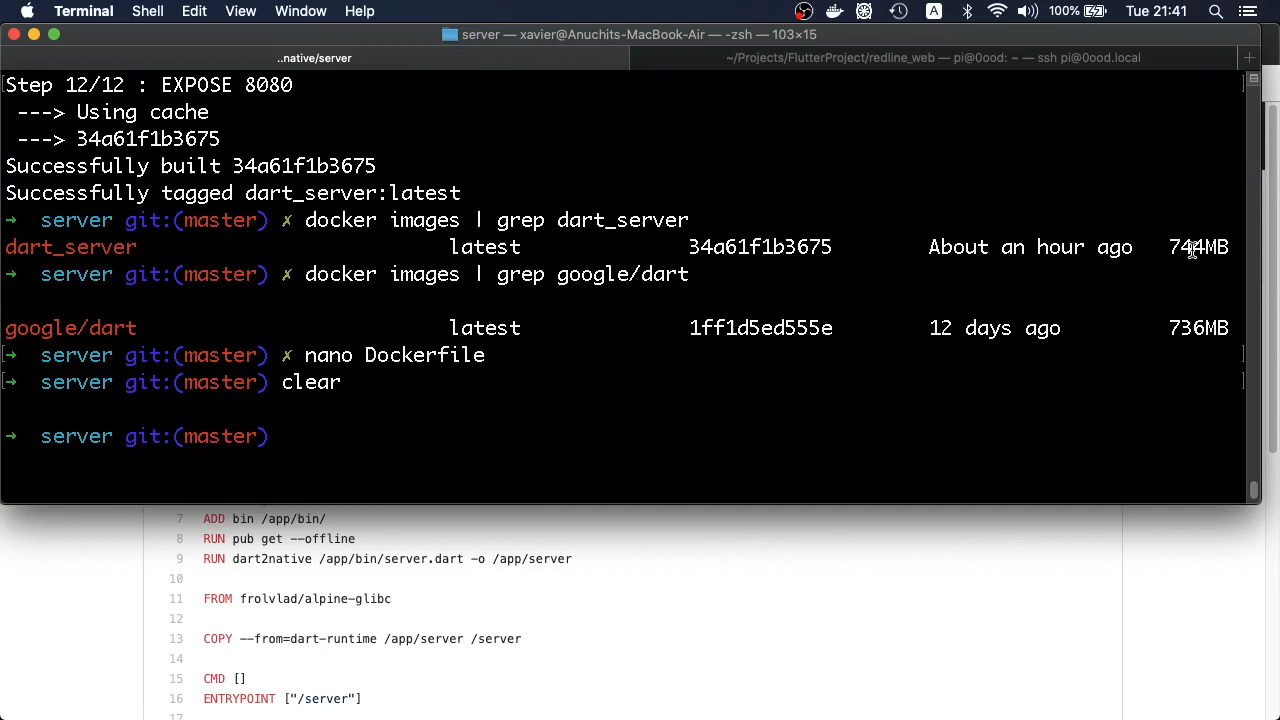 Terminal Shell Edit View Window Help A 100% Tue 21:41
server — xavier@Anuchits-MacBook-Air — -zsh — 103×15
..native/server ~/Projects/FlutterProject/redline_web — pi@0ood: ~ — ssh pi@0ood.local +
Step 12/12 : EXPOSE 8080
---> Using cache
---> 34a61f1b3675
Successfully built 34a61f1b3675
Successfully tagged dart_server:latest
→ server git:(master) ✗ docker images | grep dart_server
dart_server latest 34a61f1b3675 About an hour ago 744MB
→ server git:(master) ✗ docker images | grep google/dart
google/dart latest 1ff1d5ed555e 12 days ago 736MB
→ server git:(master) ✗ nano Dockerfile
→ server git:(master) clear
→ server git:(master)
7 ADD bin /app/bin/
8 RUN pub get --offline
9 RUN dart2native /app/bin/server.dart -o /app/server
10
11 FROM frolvlad/alpine-glibc
12
13 COPY --from=dart-runtime /app/server /server
14
15 CMD []
16 ENTRYPOINT ["/server"]
17